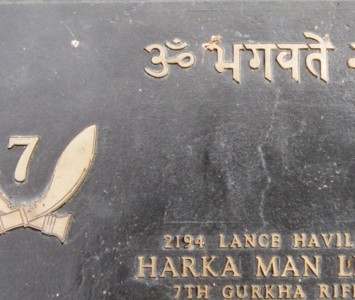 ॐ भगवते
7
2194 LANCE HAVIL
HARKA MAN L
7TH GURKHA RIF